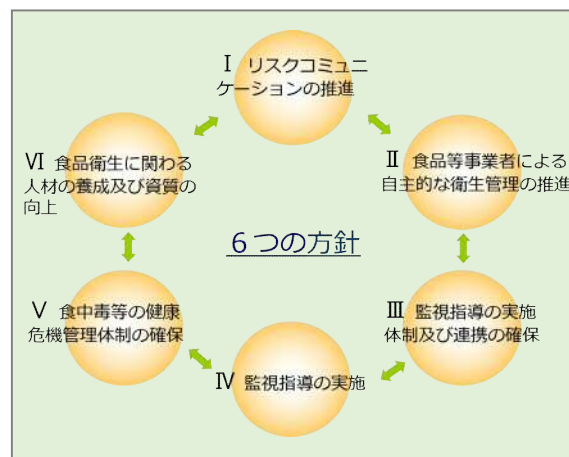 Ⅰ リスクコミュニ
ケーションの推進
Ⅱ 食品等事業者による
自主的な衛生管理の推進
Ⅲ 監視指導の実施
体制及び連携の確保
Ⅳ 監視指導の実施
Ⅴ 食中毒等の健康
危機管理体制の確保
Ⅵ 食品衛生に関わる
人材の養成及び資質の
向上
6つの方針